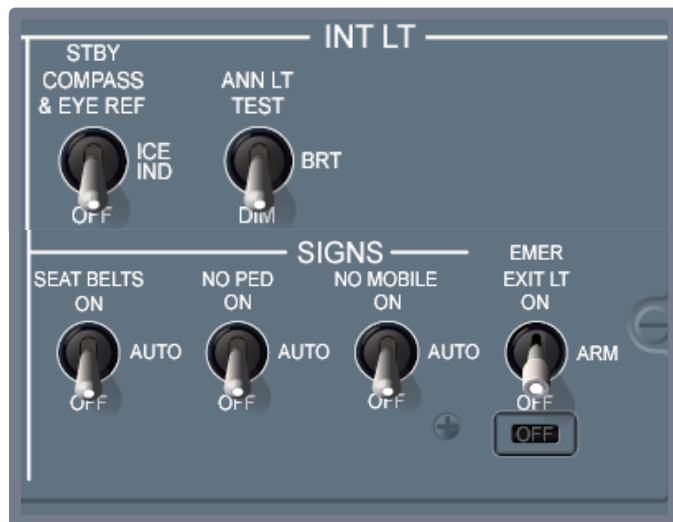 INT LT
STBY
COMPASS
& EYE REF
ICE
IND
OFF
ANN LT
TEST
BRT
DIM
SIGNS
SEAT BELTS
ON
AUTO
OFF
NO PED
ON
AUTO
OFF
NO MOBILE
ON
AUTO
OFF
EMER
EXIT LT
ON
ARM
OFF
OFF